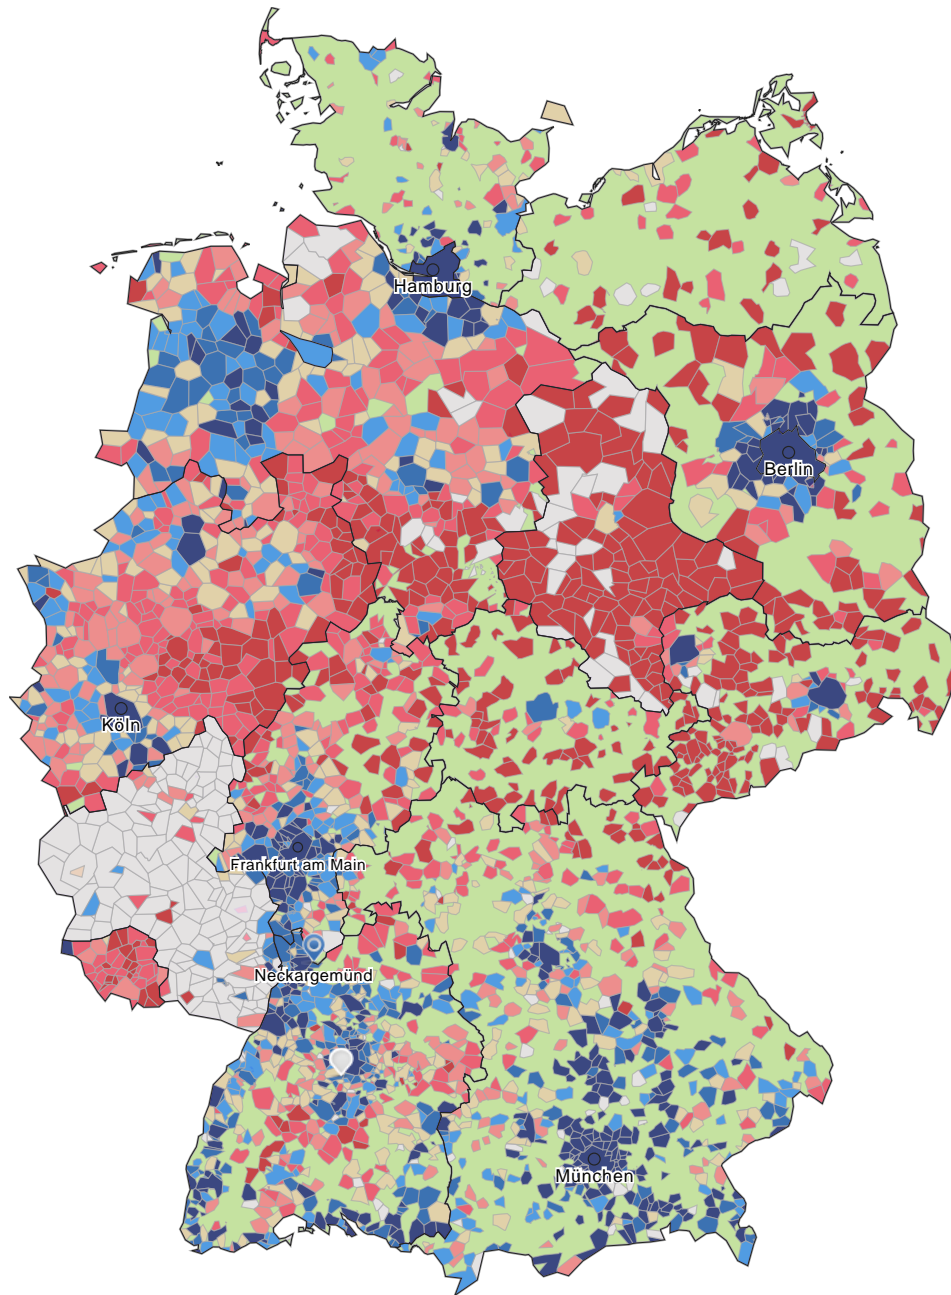 Hamburg
Berlin
Köln
Frankfurt am Main
Neckargemünd
München